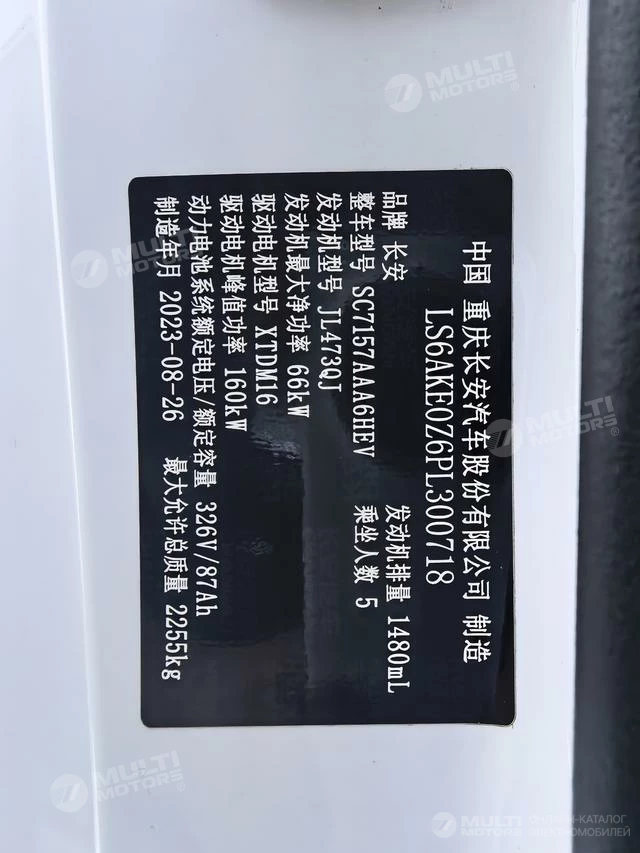 中国 重庆长安汽车股份有限公司 制造
LS6AKE0Z6PL300718
品牌 长安
整车型号 SC7157AAA6HEV 乘坐人数 5
发动机型号 JL473QJ 发动机排量 1480mL
发动机最大净功率 66kW
驱动电机型号 XTDM16
驱动电机峰值功率 160kW
动力电池系统额定电压/额定容量 326V/87Ah
制造年月 2023-08-26 最大允许总质量 2255kg
MULTI
MOTORS
MULTI
MOTORS
MULTI
MOTORS
MULTI
MOTORS
MULTI
MOTORS
ОНЛАЙН-КАТАЛОГ
ЭЛЕКТРОМОБИЛЕЙ